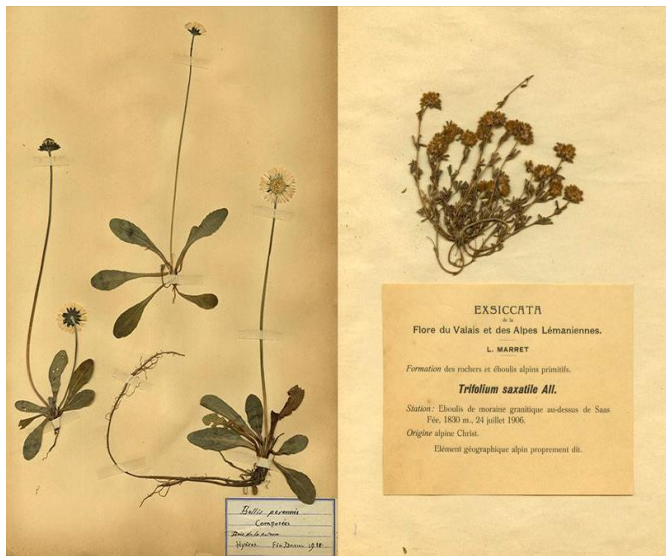 Bellis perennis
Composées
Hyères
EXSICCATA
de la
Flore du Valais et des Alpes Lémaniennes.
L. MARRET
Formation des rochers et éboulis alpins primitifs.
Trifolium saxatile All.
Station: Eboulis de moraine granitique au-dessus de Saas
Fée, 1830 m., 24 juillet 1906.
Origine alpine Christ.
Elément géographique alpin proprement dit.